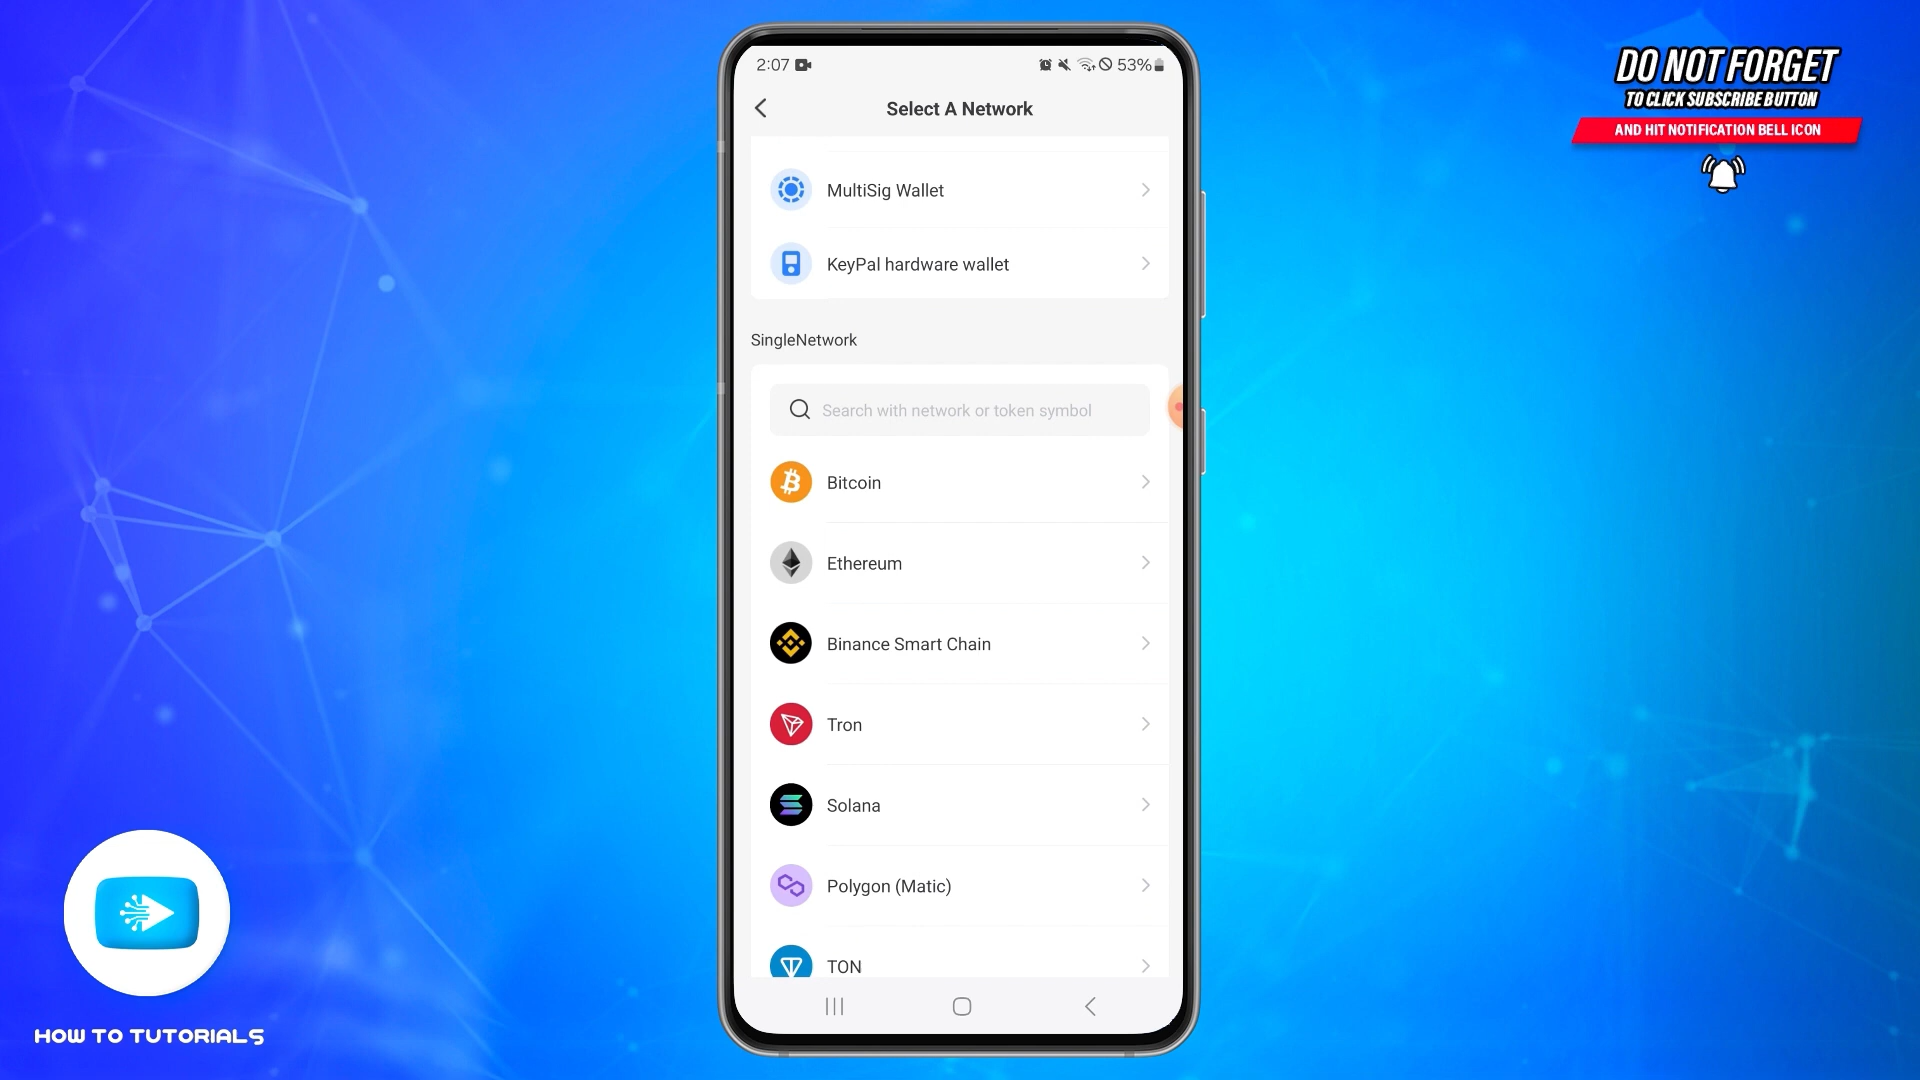 2:07
53%
Select A Network
MultiSig Wallet
KeyPal hardware wallet
SingleNetwork
Search with network or token symbol
Bitcoin
Ethereum
Binance Smart Chain
Tron
Solana
Polygon (Matic)
TON
DO NOT FORGET
TO CLICK SUBSCRIBE BUTTON
AND HIT NOTIFICATION BELL ICON
HOW TO TUTORIALS